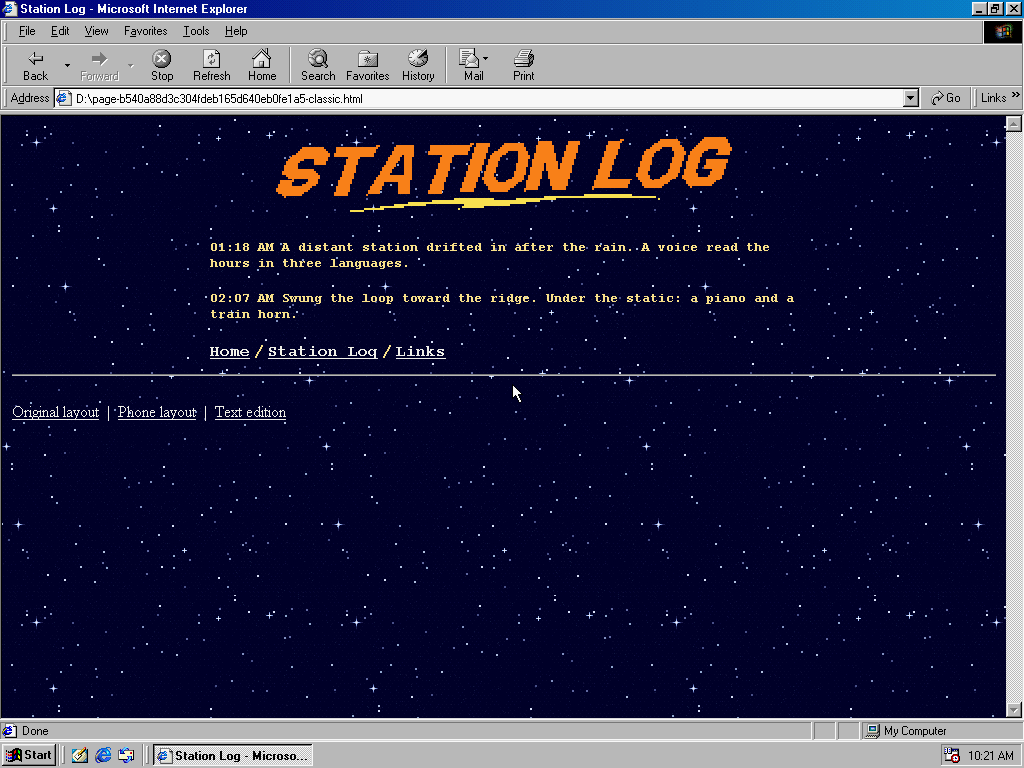 Station Log - Microsoft Internet Explorer
File Edit View Favorites Tools Help
Back Forward Stop Refresh Home Search Favorites History Mail Print
Address D:\page-b540a88d3c304fdeb165d640eb0fe1a5-classic.html Go Links »
STATION LOG
01:18 AM A distant station drifted in after the rain. A voice read the
hours in three languages.
02:07 AM Swung the loop toward the ridge. Under the static: a piano and a
train horn.
Home / Station Log / Links
Original layout | Phone layout | Text edition
Done My Computer
Start Station Log - Microso... 10:21 AM